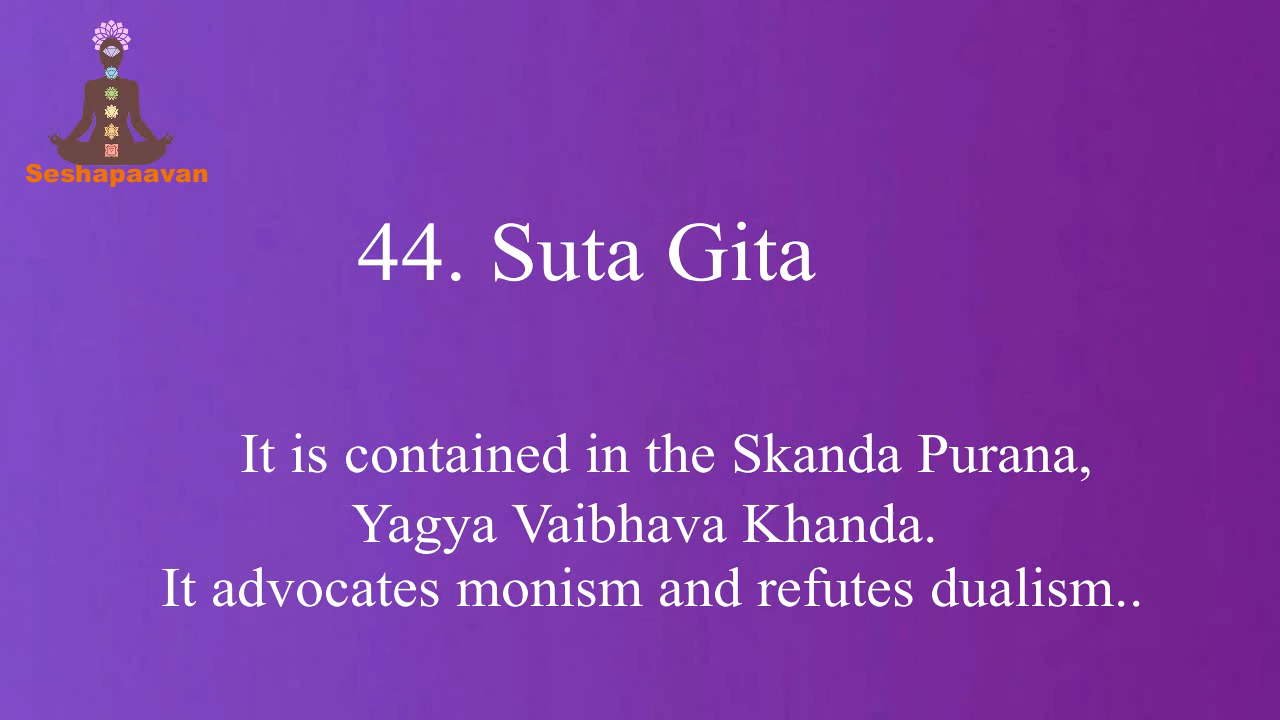 Seshapaavan
44. Suta Gita
It is contained in the Skanda Purana,
Yagya Vaibhava Khanda.
It advocates monism and refutes dualism..